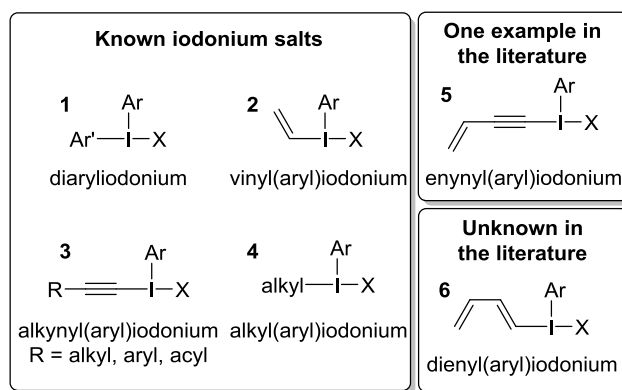 Known iodonium salts
1
Ar
Ar'
I
X
diaryliodonium
2
Ar
I
X
vinyl(aryl)iodonium
3
Ar
R
I
X
alkynyl(aryl)iodonium
R = alkyl, aryl, acyl
4
Ar
alkyl
I
X
alkyl(aryl)iodonium
One example in
the literature
5
Ar
I
X
enynyl(aryl)iodonium
Unknown in
the literature
6
Ar
I
X
dienyl(aryl)iodonium